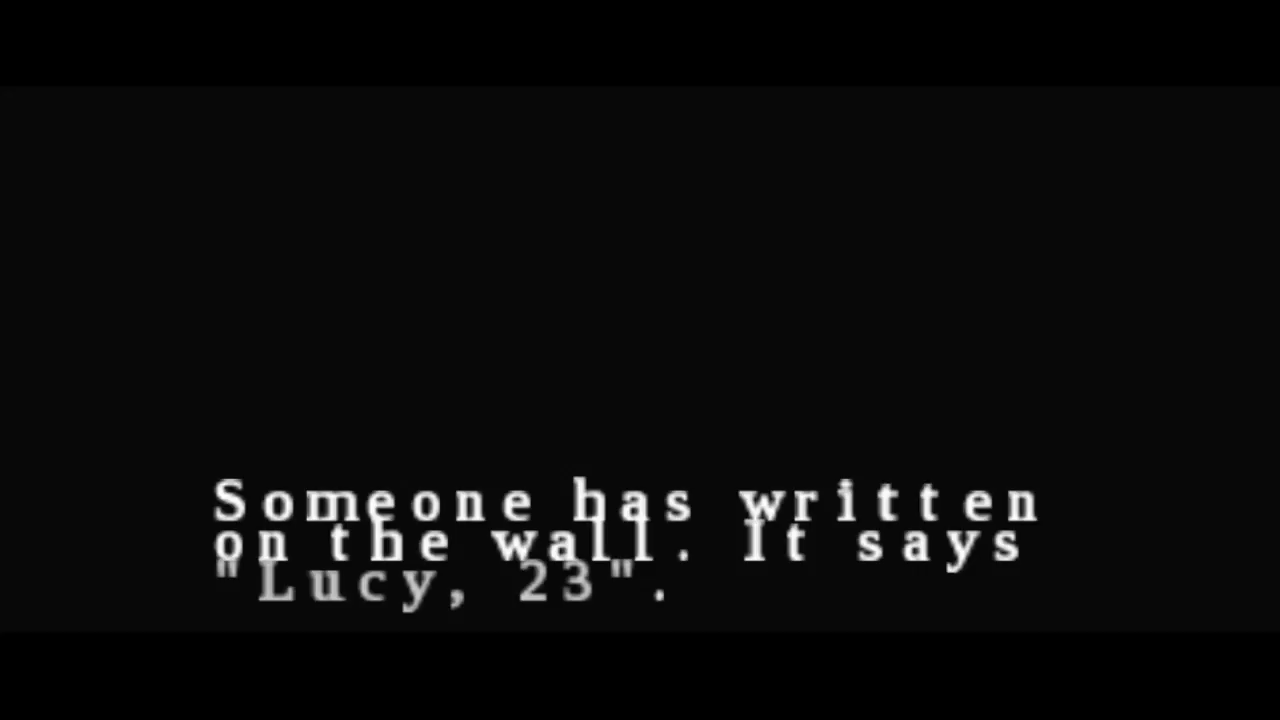 Someone has written
on the wall. It says
"Lucy, 23".